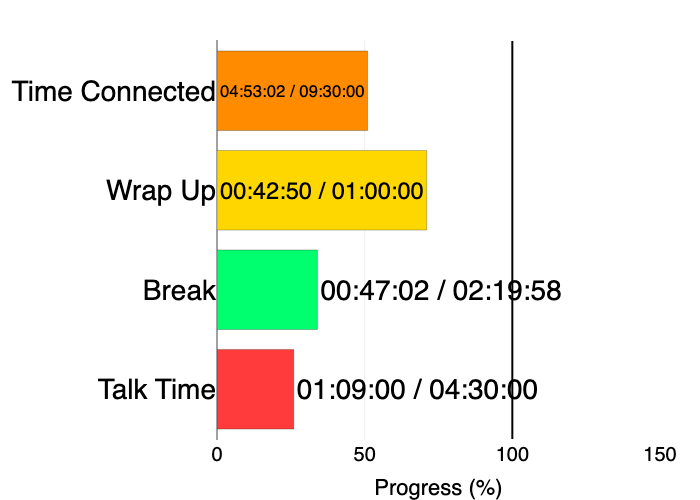 Time Connected 04:53:02 / 09:30:00
Wrap Up 00:42:50 / 01:00:00
Break 00:47:02 / 02:19:58
Talk Time 01:09:00 / 04:30:00
0 50 100 150
Progress (%)